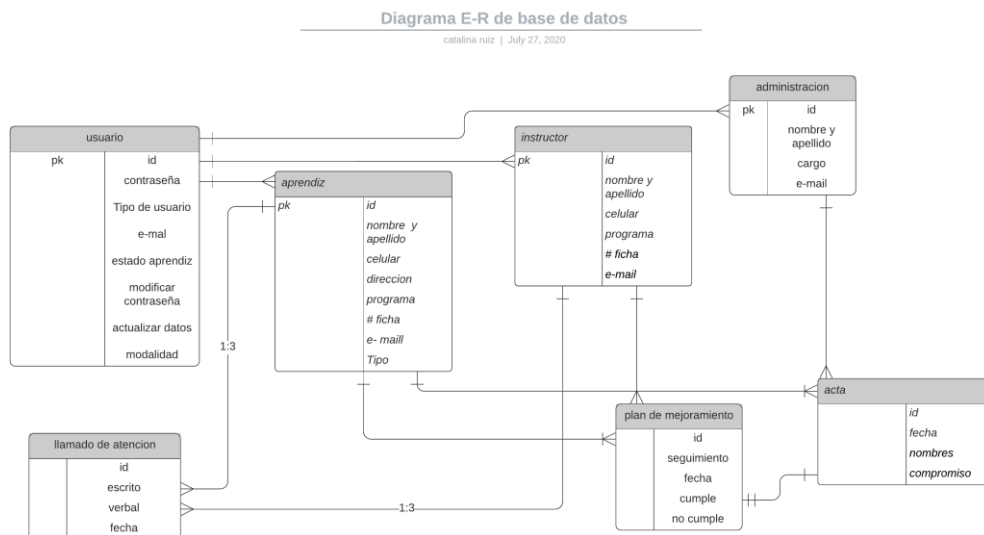 Diagrama E-R de base de datos
catalina ruiz | July 27, 2020
administracion
pk id
nombre y
apellido
cargo
e-mail
usuario
pk id
contraseña
Tipo de usuario
e-mal
estado aprendiz
modificar
contraseña
actualizar datos
modalidad
instructor
pk id
nombre y
apellido
celular
programa
# ficha
e-mail
aprendiz
pk id
nombre y
apellido
celular
direccion
programa
# ficha
e- maill
Tipo
1:3
acta
id
fecha
nombres
compromiso
plan de mejoramiento
id
seguimiento
fecha
cumple
no cumple
llamado de atencion
id
escrito
verbal
fecha
1:3